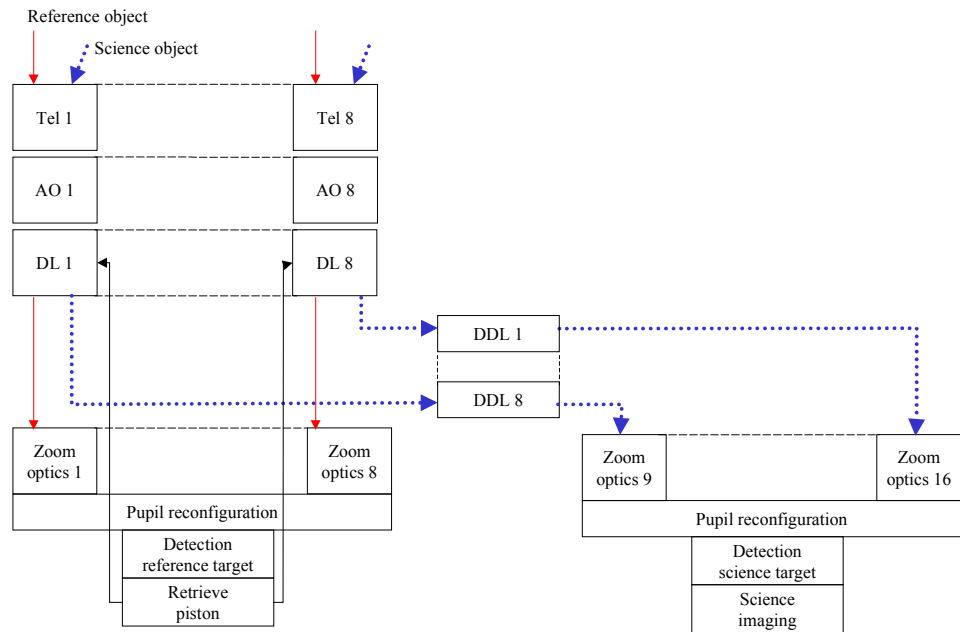 Reference object
Science object
Tel 1
Tel 8
AO 1
AO 8
DL 1
DL 8
DDL 1
DDL 8
Zoom
optics 1
Zoom
optics 8
Zoom
optics 9
Zoom
optics 16
Pupil reconfiguration
Pupil reconfiguration
Detection
reference target
Retrieve
piston
Detection
science target
Science
imaging